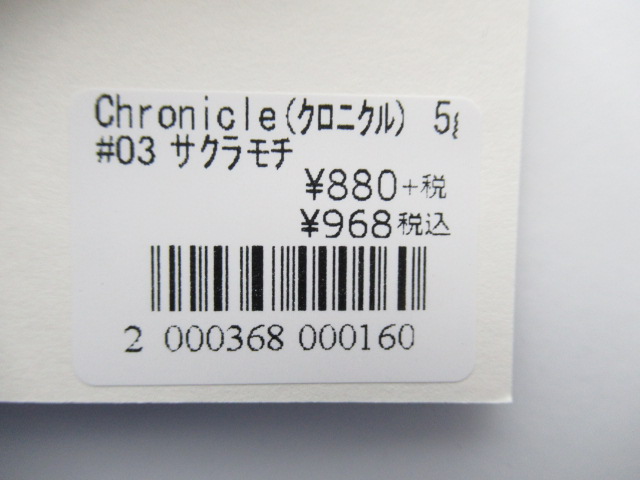 Chronicle(クロニクル) 5
#03 サクラモチ
¥880+税
¥968税込
2 000368 000160